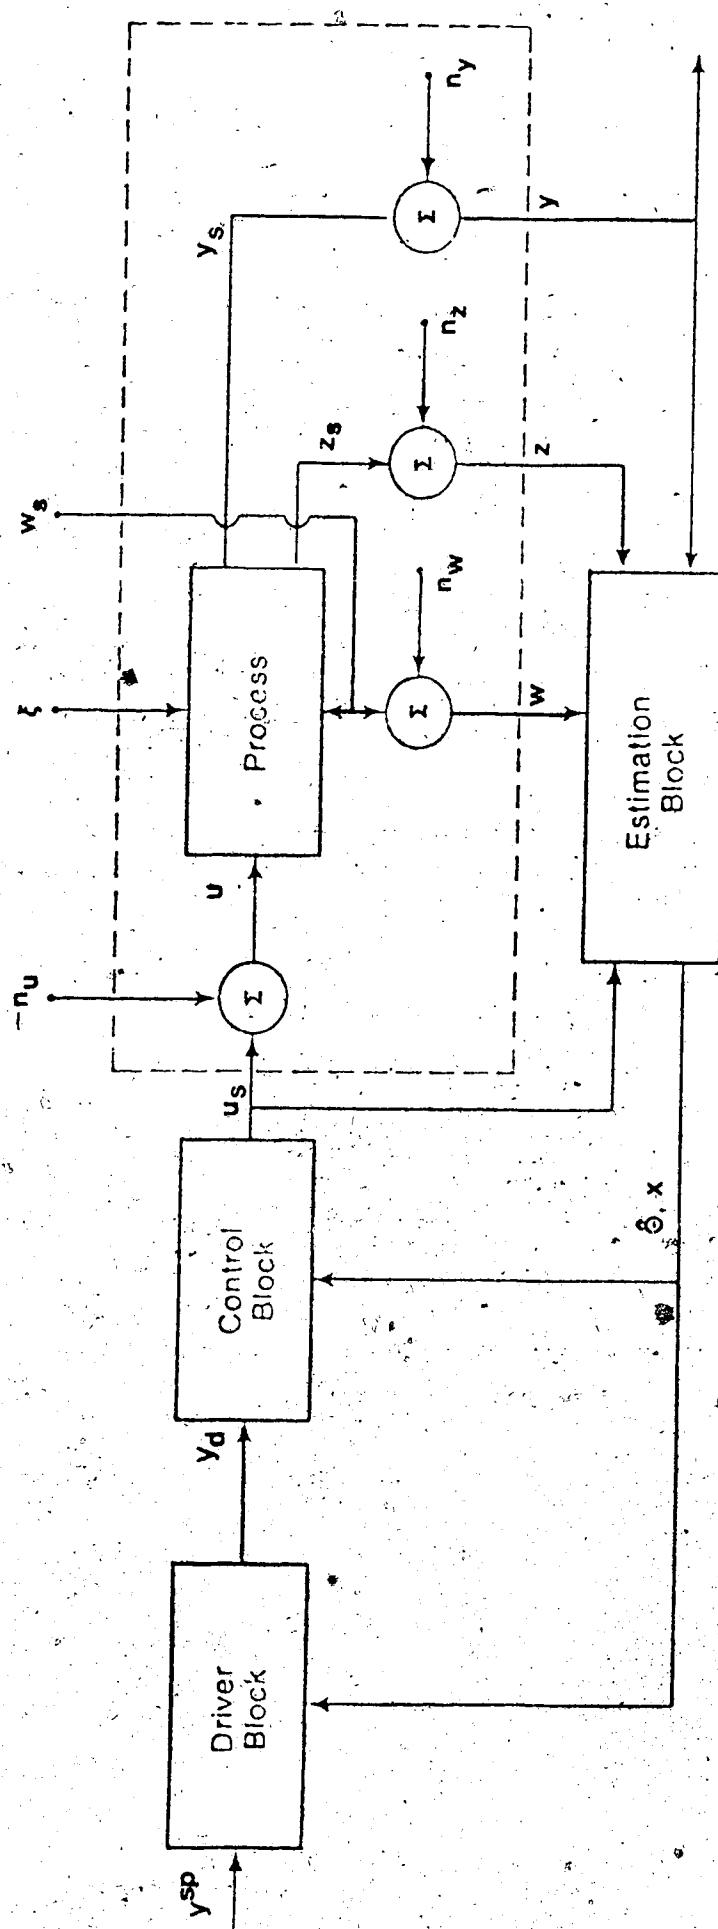 y^sp
Driver
Block
y_d
Control
Block
u_s
-n_u
Σ
u
ξ
Process
w_s
y_s
z_s
n_w
Σ
w
n_z
Σ
z
n_y
Σ
y
Estimation
Block
θ̂, x